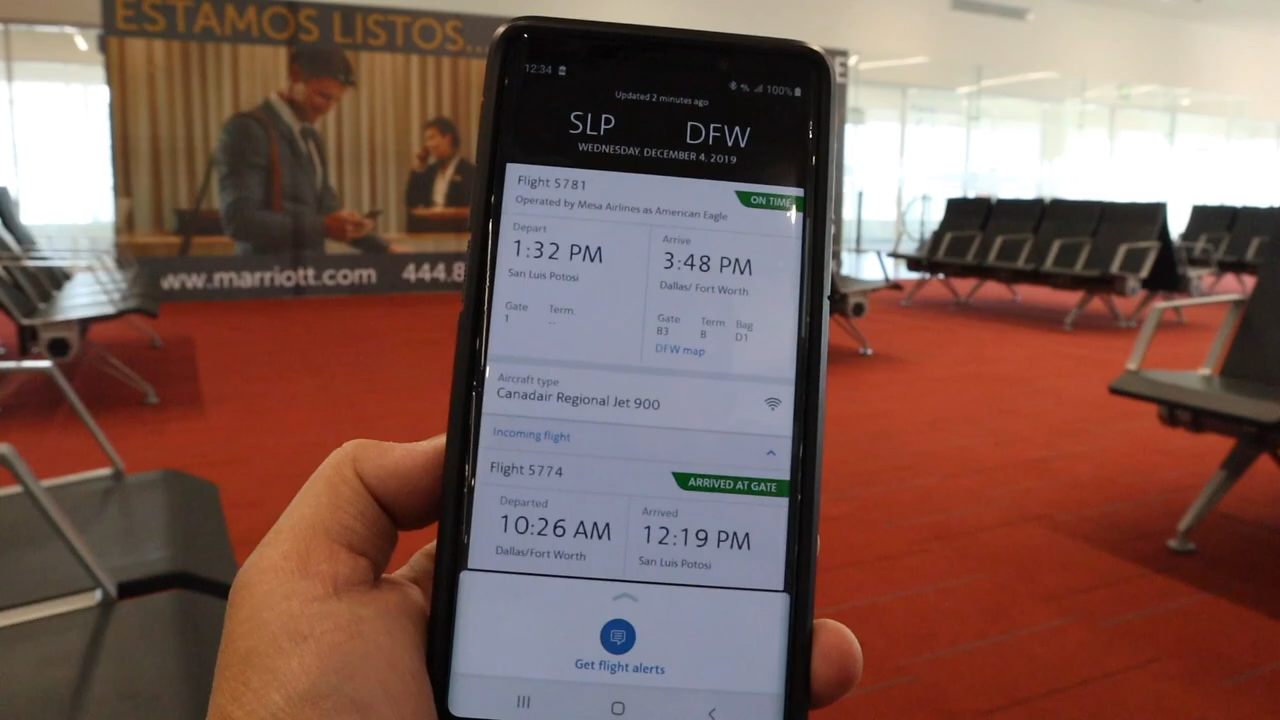 ESTAMOS LISTOS...
www.marriott.com 444.8
E
12:34
100%
Updated 2 minutes ago
SLP DFW
WEDNESDAY, DECEMBER 4, 2019
Flight 5781
ON TIME
Operated by Mesa Airlines as American Eagle
Depart Arrive
1:32 PM 3:48 PM
San Luis Potosi Dallas/ Fort Worth
Gate Term Gate Term Bag
1 -- B3 B D1
DFW map
Aircraft type
Canadair Regional Jet 900
Incoming flight
Flight 5774
ARRIVED AT GATE
Departed Arrived
10:26 AM 12:19 PM
Dallas/Fort Worth San Luis Potosi
Get flight alerts